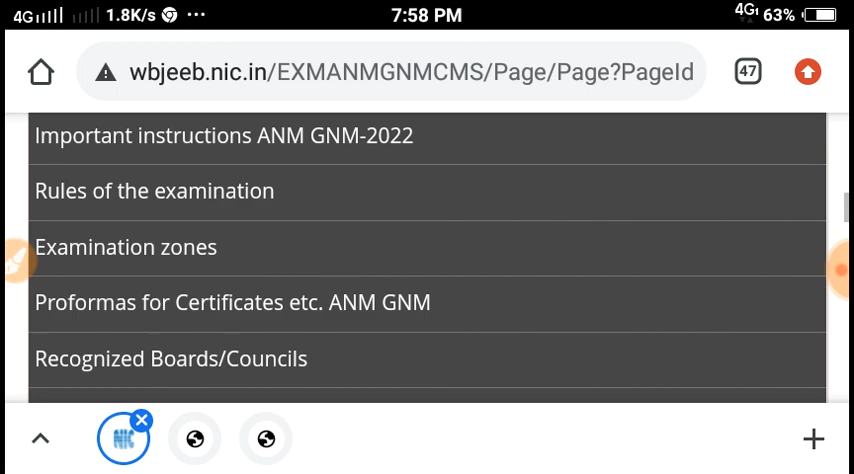 4G 1.8K/s ... 7:58 PM 4G 63%
wbjeeb.nic.in/EXMANMGNMCMS/Page/Page?PageId 47
Important instructions ANM GNM-2022
Rules of the examination
Examination zones
Proformas for Certificates etc. ANM GNM
Recognized Boards/Councils
NIC